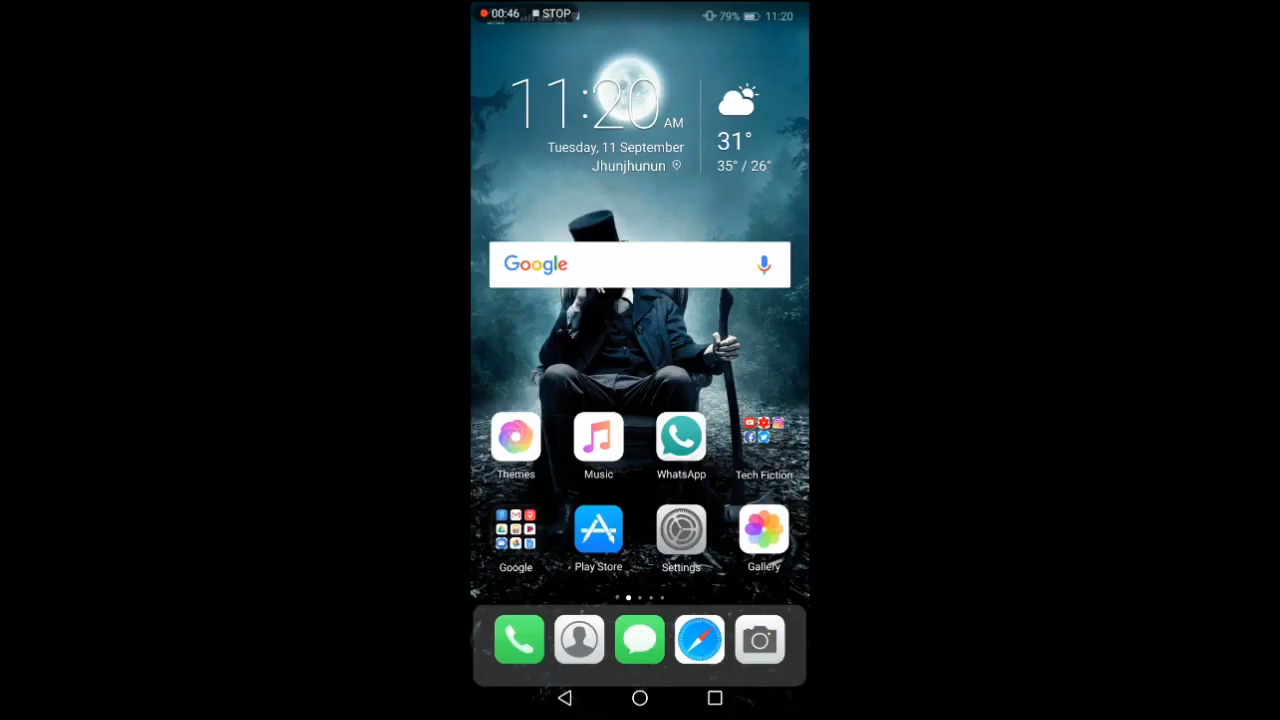 00:46 STOP 79% 11:20
11:20 AM
Tuesday, 11 September
Jhunjhunun
31°
35° / 26°
Google
Themes Music WhatsApp Tech Fiction
Google Play Store Settings Gallery